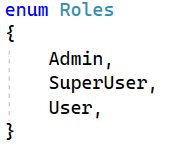 enum Roles
{
    Admin,
    SuperUser,
    User,
}